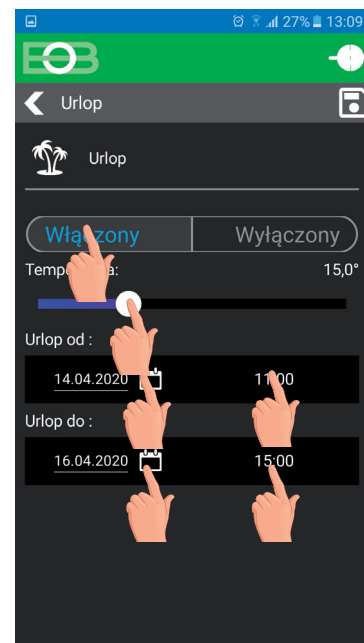 27% 13:09
EOB
Urlop
Urlop
Włączony Wyłączony
15,0°
Urlop od :
14.04.2020 11:00
Urlop do :
16.04.2020 15:00